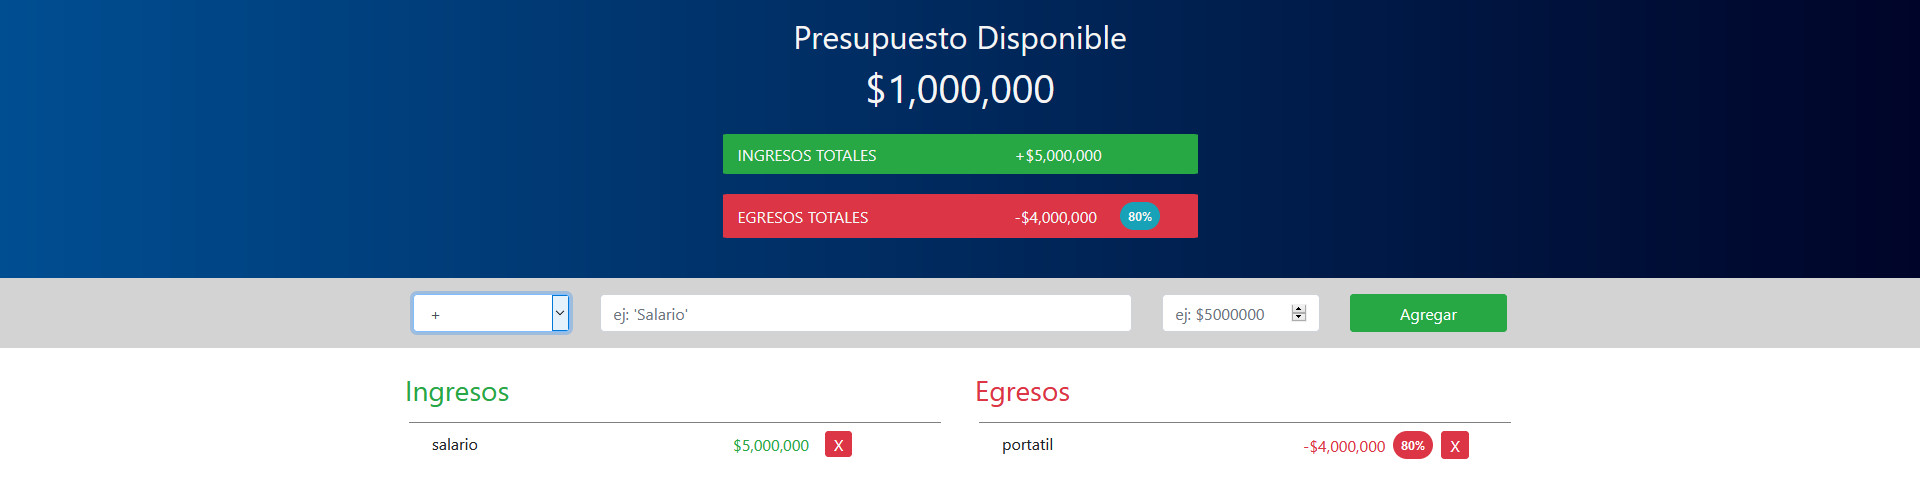 Presupuesto Disponible
$1,000,000
INGRESOS TOTALES +$5,000,000
EGRESOS TOTALES -$4,000,000 80%
+ ej: 'Salario' ej: $5000000 Agregar
Ingresos Egresos
salario $5,000,000 X portatil -$4,000,000 80% X